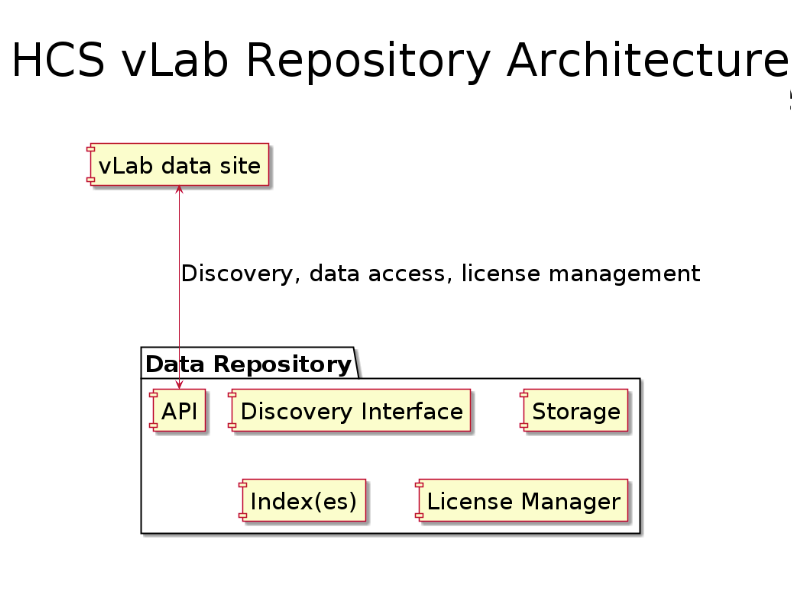 HCS vLab Repository Architecture
vLab data site
Discovery, data access, license management
Data Repository
API
Discovery Interface
Storage
Index(es)
License Manager